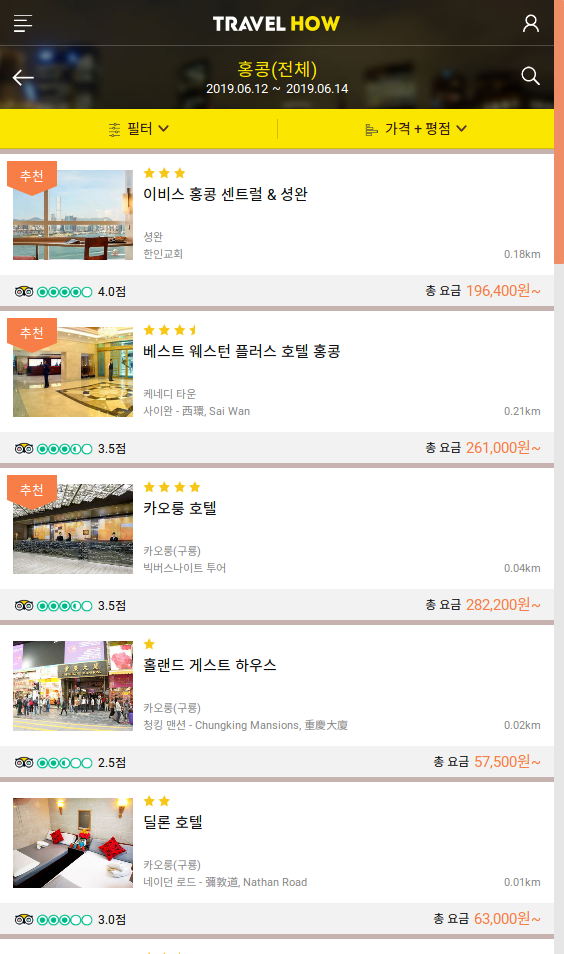 TRAVEL HOW
홍콩(전체)
2019.06.12 ~ 2019.06.14
필터
가격 + 평점
추천
이비스 홍콩 센트럴 & 셩완
셩완
한인교회
0.18km
4.0점
총 요금 196,400원~
추천
베스트 웨스턴 플러스 호텔 홍콩
케네디 타운
사이완 - 西環, Sai Wan
0.21km
3.5점
총 요금 261,000원~
추천
카오룽 호텔
카오룽(구룡)
빅버스나이트 투어
0.04km
3.5점
총 요금 282,200원~
홀랜드 게스트 하우스
카오룽(구룡)
청킹 맨션 - Chungking Mansions, 重慶大廈
0.02km
2.5점
총 요금 57,500원~
딜론 호텔
카오룽(구룡)
네이던 로드 - 彌敦道, Nathan Road
0.01km
3.0점
총 요금 63,000원~